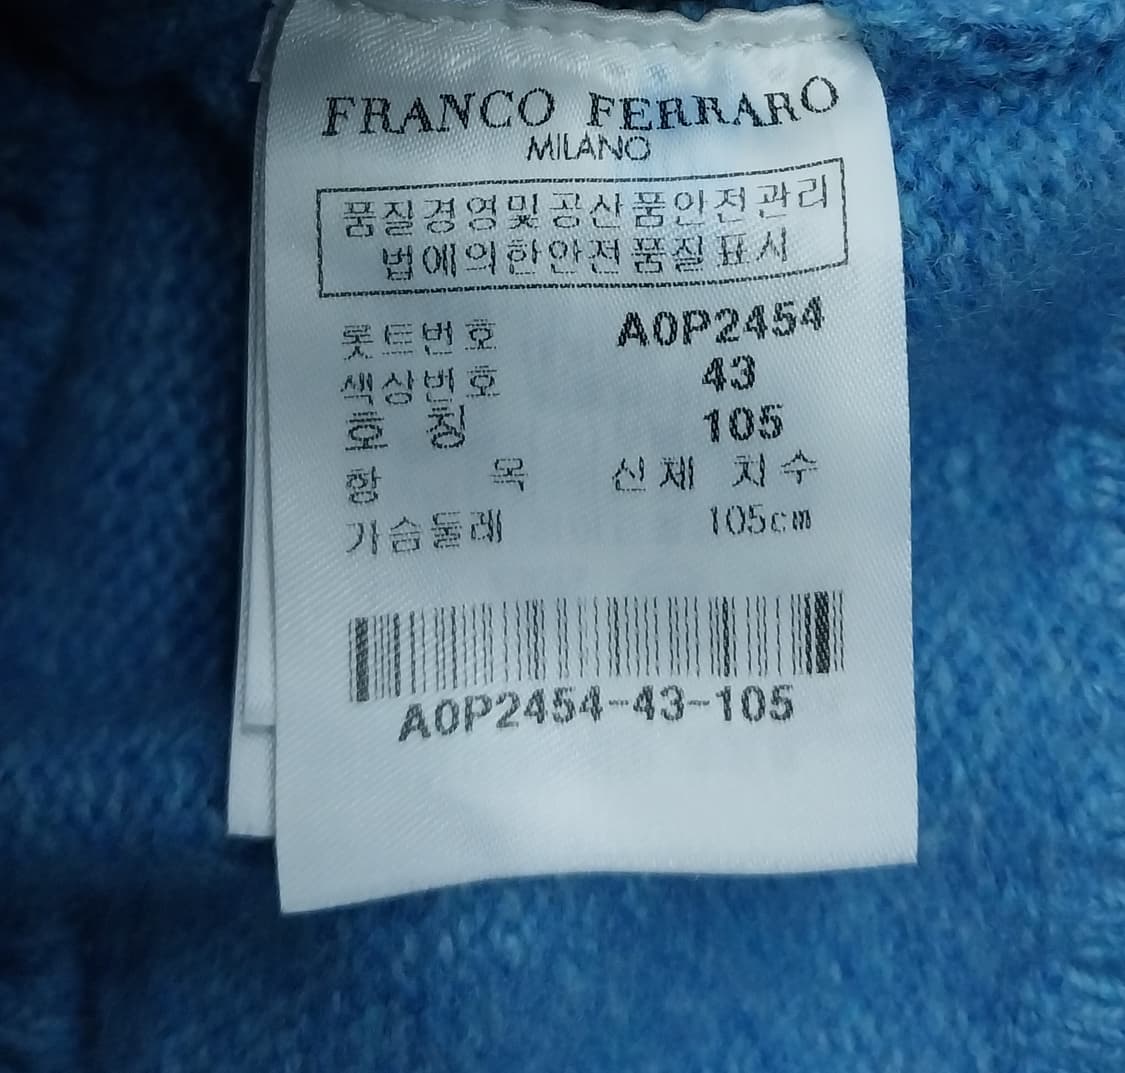 FRANCO FERRARO
MILANO
품질경영및공산품안전관리
법에의한안전품질표시
롯트번호 A0P2454
색상번호 43
호 칭 105
항 목 신체 치수
가슴둘레 105cm
A0P2454-43-105